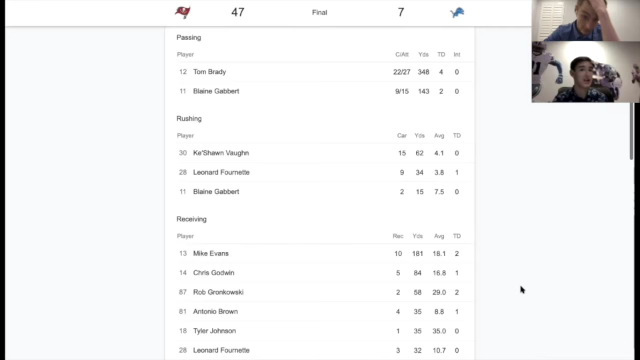 47 Final 7
Passing
Player C/Att Yds TD Int
12 Tom Brady 22/27 348 4 0
11 Blaine Gabbert 9/15 143 2 0
Rushing
Player Car Yds Avg TD
30 Ke'Shawn Vaughn 15 62 4.1 0
28 Leonard Fournette 9 34 3.8 1
11 Blaine Gabbert 2 15 7.5 0
Receiving
Player Rec Yds Avg TD
13 Mike Evans 10 181 18.1 2
14 Chris Godwin 5 84 16.8 1
87 Rob Gronkowski 2 58 29.0 2
81 Antonio Brown 4 35 8.8 1
18 Tyler Johnson 1 35 35.0 0
28 Leonard Fournette 3 32 10.7 0